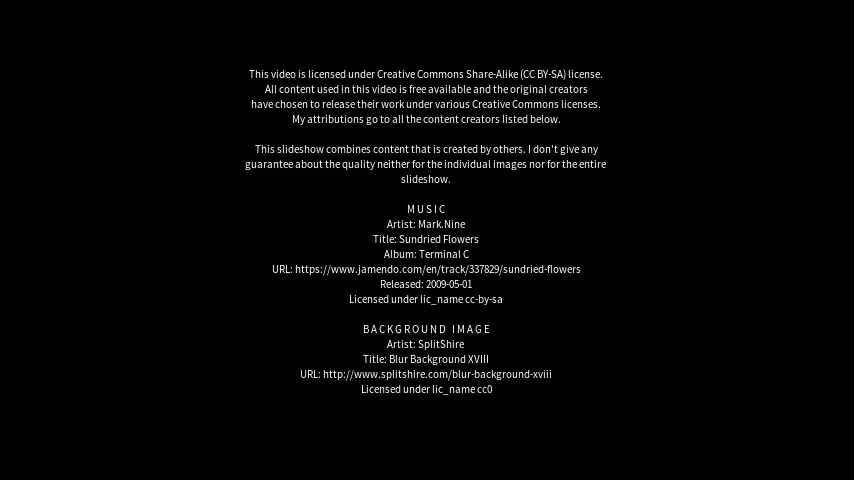 This video is licensed under Creative Commons Share-Alike (CC BY-SA) license.
All content used in this video is free available and the original creators
have chosen to release their work under various Creative Commons licenses.
My attributions go to all the content creators listed below.
This slideshow combines content that is created by others. I don't give any
guarantee about the quality neither for the individual images nor for the entire
slideshow.
MUSIC
Artist: Mark.Nine
Title: Sundried Flowers
Album: Terminal C
URL: https://www.jamendo.com/en/track/337829/sundried-flowers
Released: 2009-05-01
Licensed under lic_name cc-by-sa
BACKGROUND IMAGE
Artist: SplitShire
Title: Blur Background XVIII
URL: http://www.splitshire.com/blur-background-xviii
Licensed under lic_name cc0